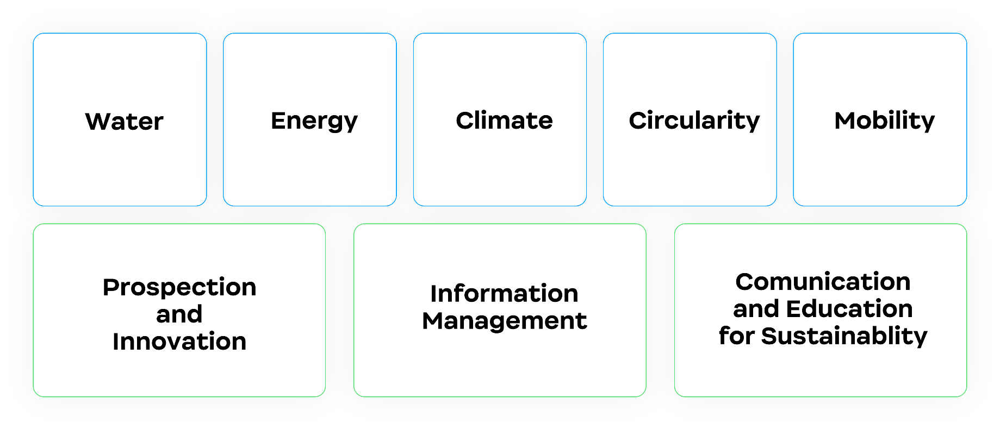 Water
Energy
Climate
Circularity
Mobility
Prospection
and
Innovation
Information
Management
Comunication
and Education
for Sustainablity